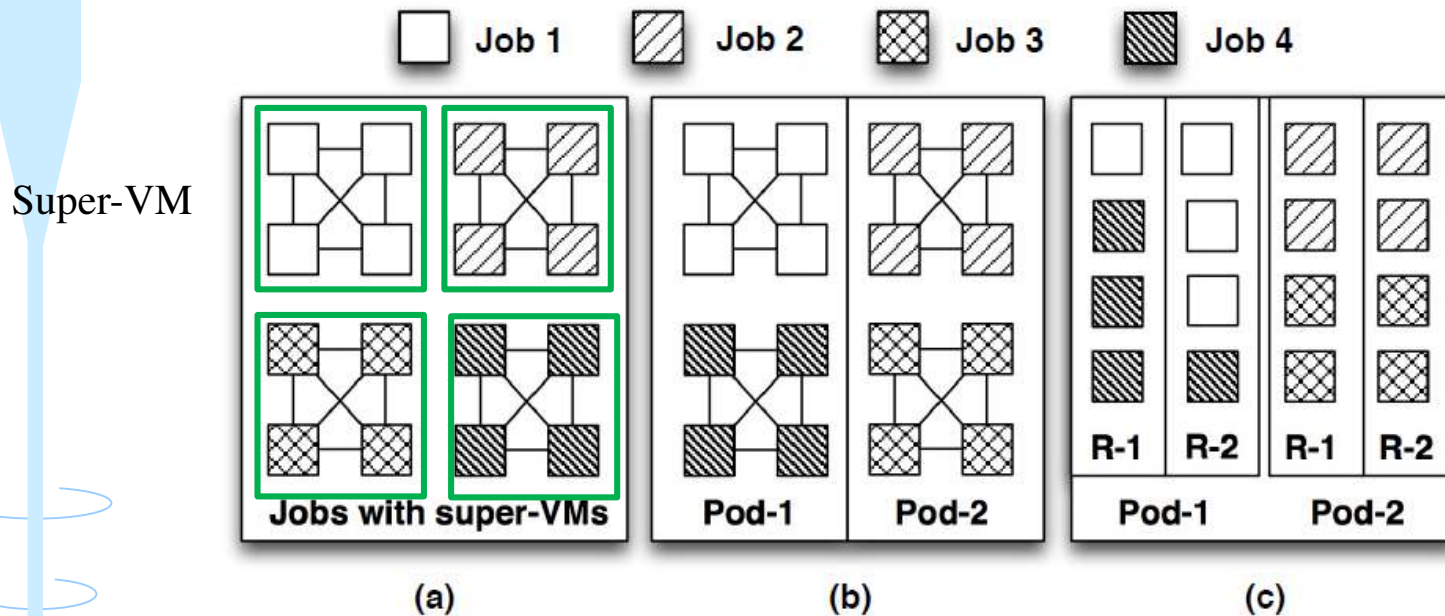 Job 1 Job 2 Job 3 Job 4
Super-VM
Jobs with super-VMs
Pod-1 Pod-2
R-1 R-2 R-1 R-2
Pod-1 Pod-2
(a) (b) (c)